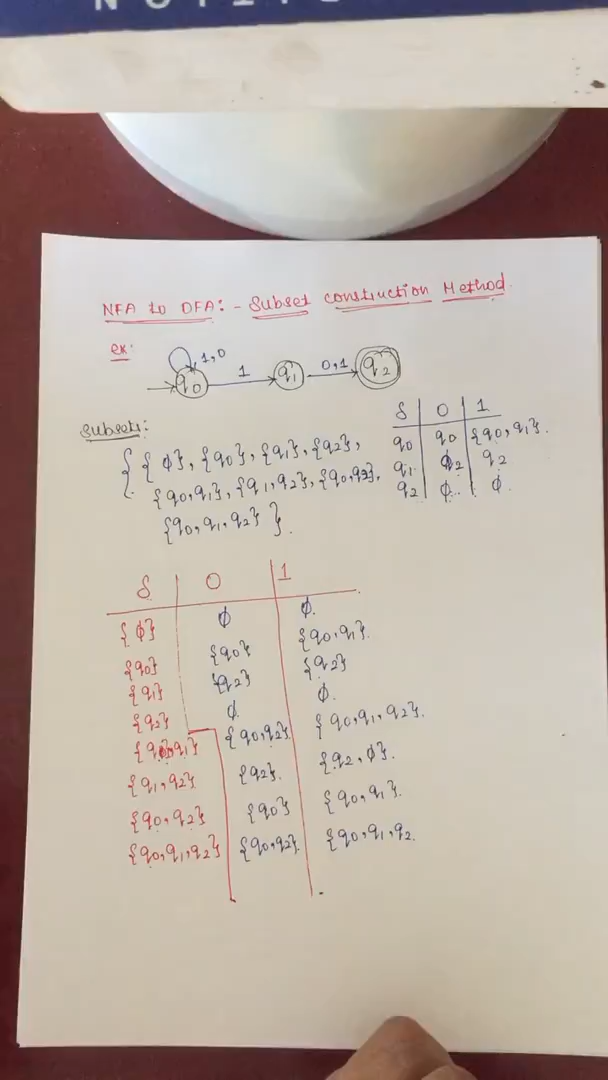 NFA to DFA:- Subset construction Method.
ex:
1,0
q0 1 q1 0,1 q2
subsets:
δ 0 1
q0 q0 {q0,q1}.
q1 q2 q2
q2 φ φ
{ {φ}, {q0}, {q1}, {q2},
{q0,q1}, {q1,q2}, {q0,q2},
{q0,q1,q2} }.
δ 0 1
{φ} φ φ.
{q0} {q0} {q0,q1}.
{q1} {q2} {q2}
{q2} φ. φ.
{q0,q1} {q0,q2} {q0,q1,q2}.
{q1,q2} {q2}. {q2,φ}.
{q0,q2} {q0} {q0,q1}.
{q0,q1,q2} {q0,q2}. {q0,q1,q2.